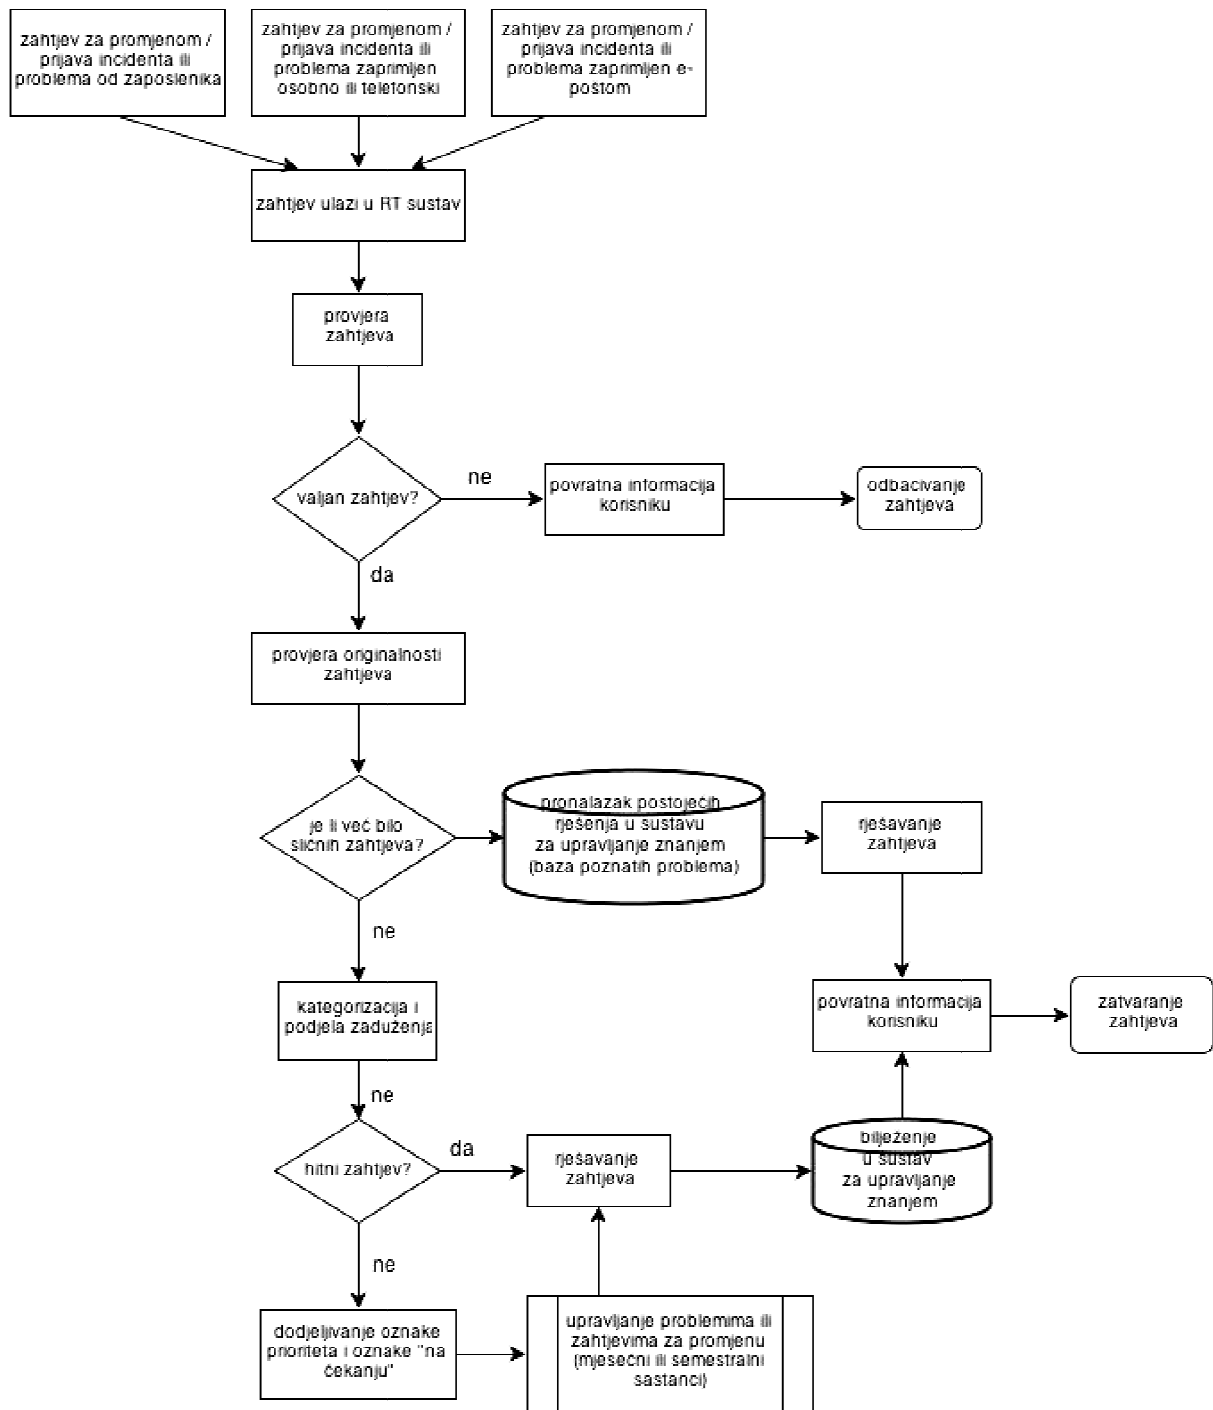 zahtjev za promjenom /
prijava incidenta ili
problema od zaposlenika
zahtjev za promjenom /
prijava incidenta ili
problema zaprimljen
osobno ili telefonski
zahtjev za promjenom /
prijava incidenta ili
problema zaprimljen e-
poštom
zahtjev ulazi u RT sustav
provjera
zahtjeva
valjan zahtjev?
ne
povratna informacija
korisniku
odbacivanje
zahtjeva
da
provjera originalnosti
zahtjeva
je li već bilo
sličnih zahtjeva?
pronalazak postojećih
rješenja u sustavu
za upravljanje znanjem
(baza poznatih problema)
rješavanje
zahtjeva
ne
kategorizacija i
podjela zaduženja
povratna informacija
korisniku
zatvaranje
zahtjeva
ne
hitni zahtjev?
da
rješavanje
zahtjeva
bilježenje
u sustav
za upravljanje
znanjem
ne
dodjeljivanje oznake
prioriteta i oznake "na
čekanju"
upravljanje problemima ili
zahtjevima za promjenu
(mjesečni ili semestralni
sastanci)